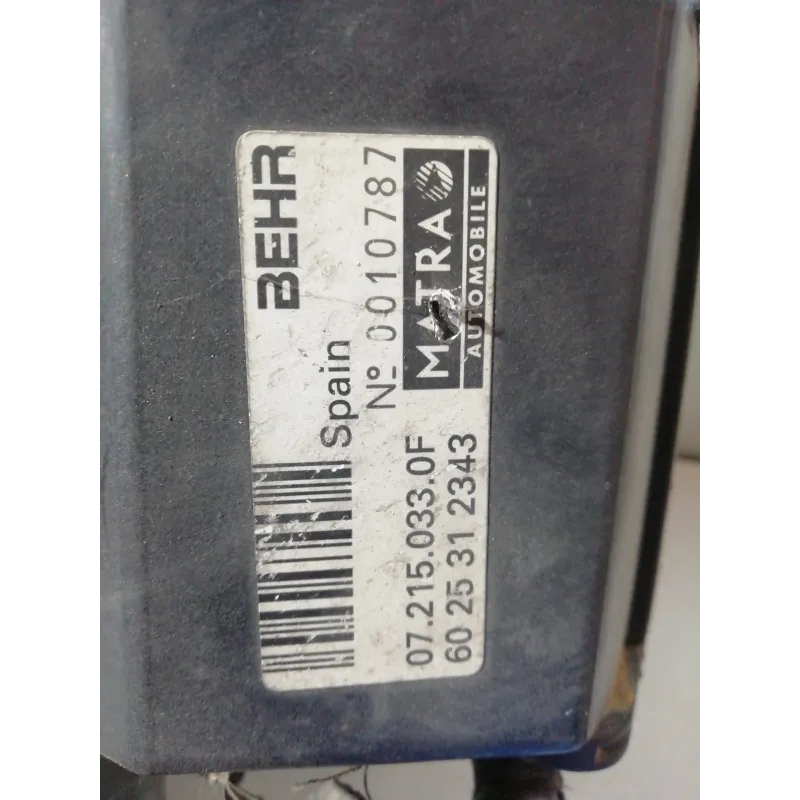 BEHR
Spain
Nº 0010787
MATRA
AUTOMOBILE
07.215.033.0F
60 25 31 2343